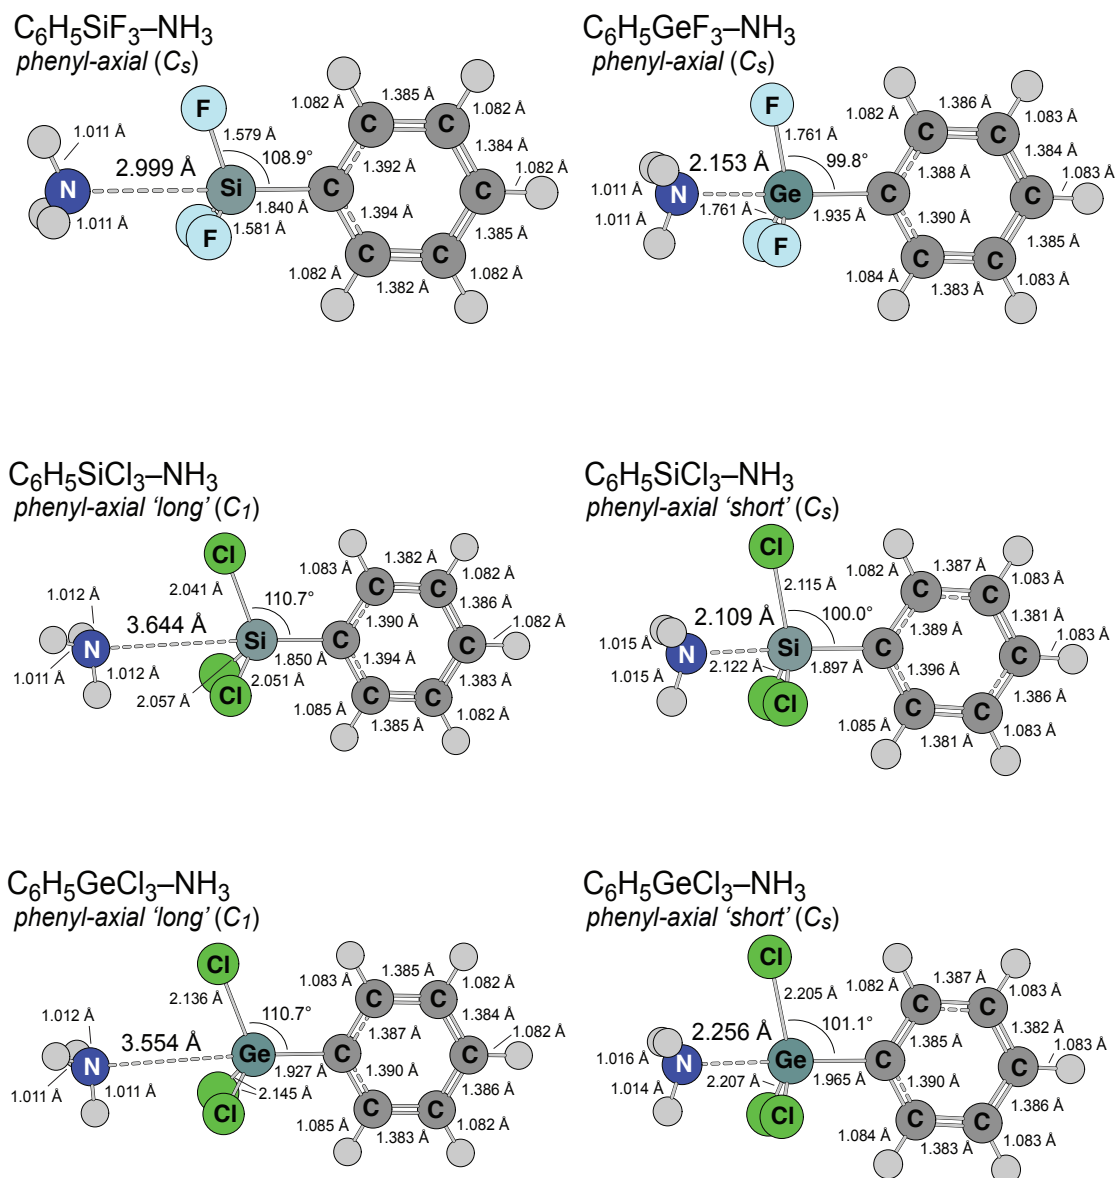 C₆H₅SiF₃–NH₃
phenyl-axial (Cₛ)
1.011 Å
N
1.011 Å
2.999 Å
F
1.579 Å
108.9°
Si
F
1.581 Å
1.840 Å
1.082 Å
1.385 Å
1.082 Å
C
C
1.384 Å
1.392 Å
1.082 Å
C
C
1.394 Å
1.385 Å
C
C
1.082 Å
1.382 Å
1.082 Å
C₆H₅GeF₃–NH₃
phenyl-axial (Cₛ)
1.011 Å
N
1.011 Å
2.153 Å
F
1.761 Å
99.8°
Ge
1.761 Å
F
1.935 Å
1.082 Å
1.386 Å
1.083 Å
C
C
1.384 Å
1.388 Å
1.083 Å
C
C
1.390 Å
1.385 Å
C
C
1.084 Å
1.383 Å
1.083 Å
C₆H₅SiCl₃–NH₃
phenyl-axial ‘long’ (C₁)
1.012 Å
N
1.011 Å
1.012 Å
3.644 Å
Cl
2.041 Å
110.7°
Si
2.057 Å
Cl
2.051 Å
1.850 Å
1.083 Å
1.382 Å
1.082 Å
C
C
1.386 Å
1.390 Å
1.082 Å
C
C
1.394 Å
1.383 Å
C
C
1.085 Å
1.385 Å
1.082 Å
C₆H₅SiCl₃–NH₃
phenyl-axial ‘short’ (Cₛ)
1.015 Å
N
1.015 Å
2.109 Å
Cl
2.115 Å
100.0°
Si
2.122 Å
Cl
1.897 Å
1.082 Å
1.387 Å
1.083 Å
C
C
1.381 Å
1.389 Å
1.083 Å
C
C
1.396 Å
1.386 Å
C
C
1.085 Å
1.381 Å
1.083 Å
C₆H₅GeCl₃–NH₃
phenyl-axial ‘long’ (C₁)
1.012 Å
N
1.011 Å
1.011 Å
3.554 Å
Cl
2.136 Å
110.7°
Ge
Cl
2.145 Å
1.927 Å
1.083 Å
1.385 Å
1.082 Å
C
C
1.384 Å
1.387 Å
1.082 Å
C
C
1.390 Å
1.386 Å
C
C
1.085 Å
1.383 Å
1.082 Å
C₆H₅GeCl₃–NH₃
phenyl-axial ‘short’ (Cₛ)
1.016 Å
N
1.014 Å
2.256 Å
Cl
2.205 Å
101.1°
Ge
2.207 Å
Cl
1.965 Å
1.082 Å
1.387 Å
1.083 Å
C
C
1.382 Å
1.385 Å
1.083 Å
C
C
1.390 Å
1.386 Å
C
C
1.084 Å
1.383 Å
1.083 Å